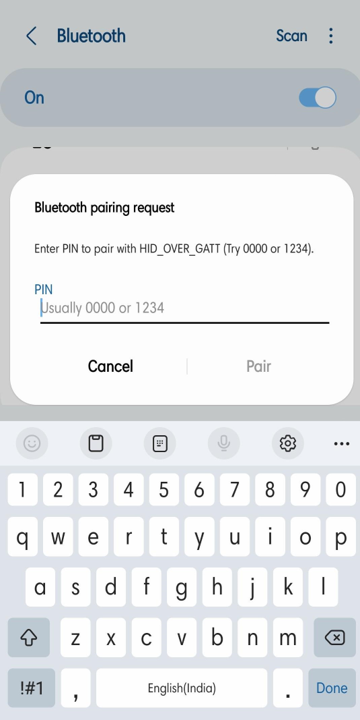 Bluetooth Scan
On
Bluetooth pairing request
Enter PIN to pair with HID_OVER_GATT (Try 0000 or 1234).
PIN
Usually 0000 or 1234
Cancel Pair
1 2 3 4 5 6 7 8 9 0
q w e r t y u i o p
a s d f g h j k l
z x c v b n m
!#1 , English(India) . Done